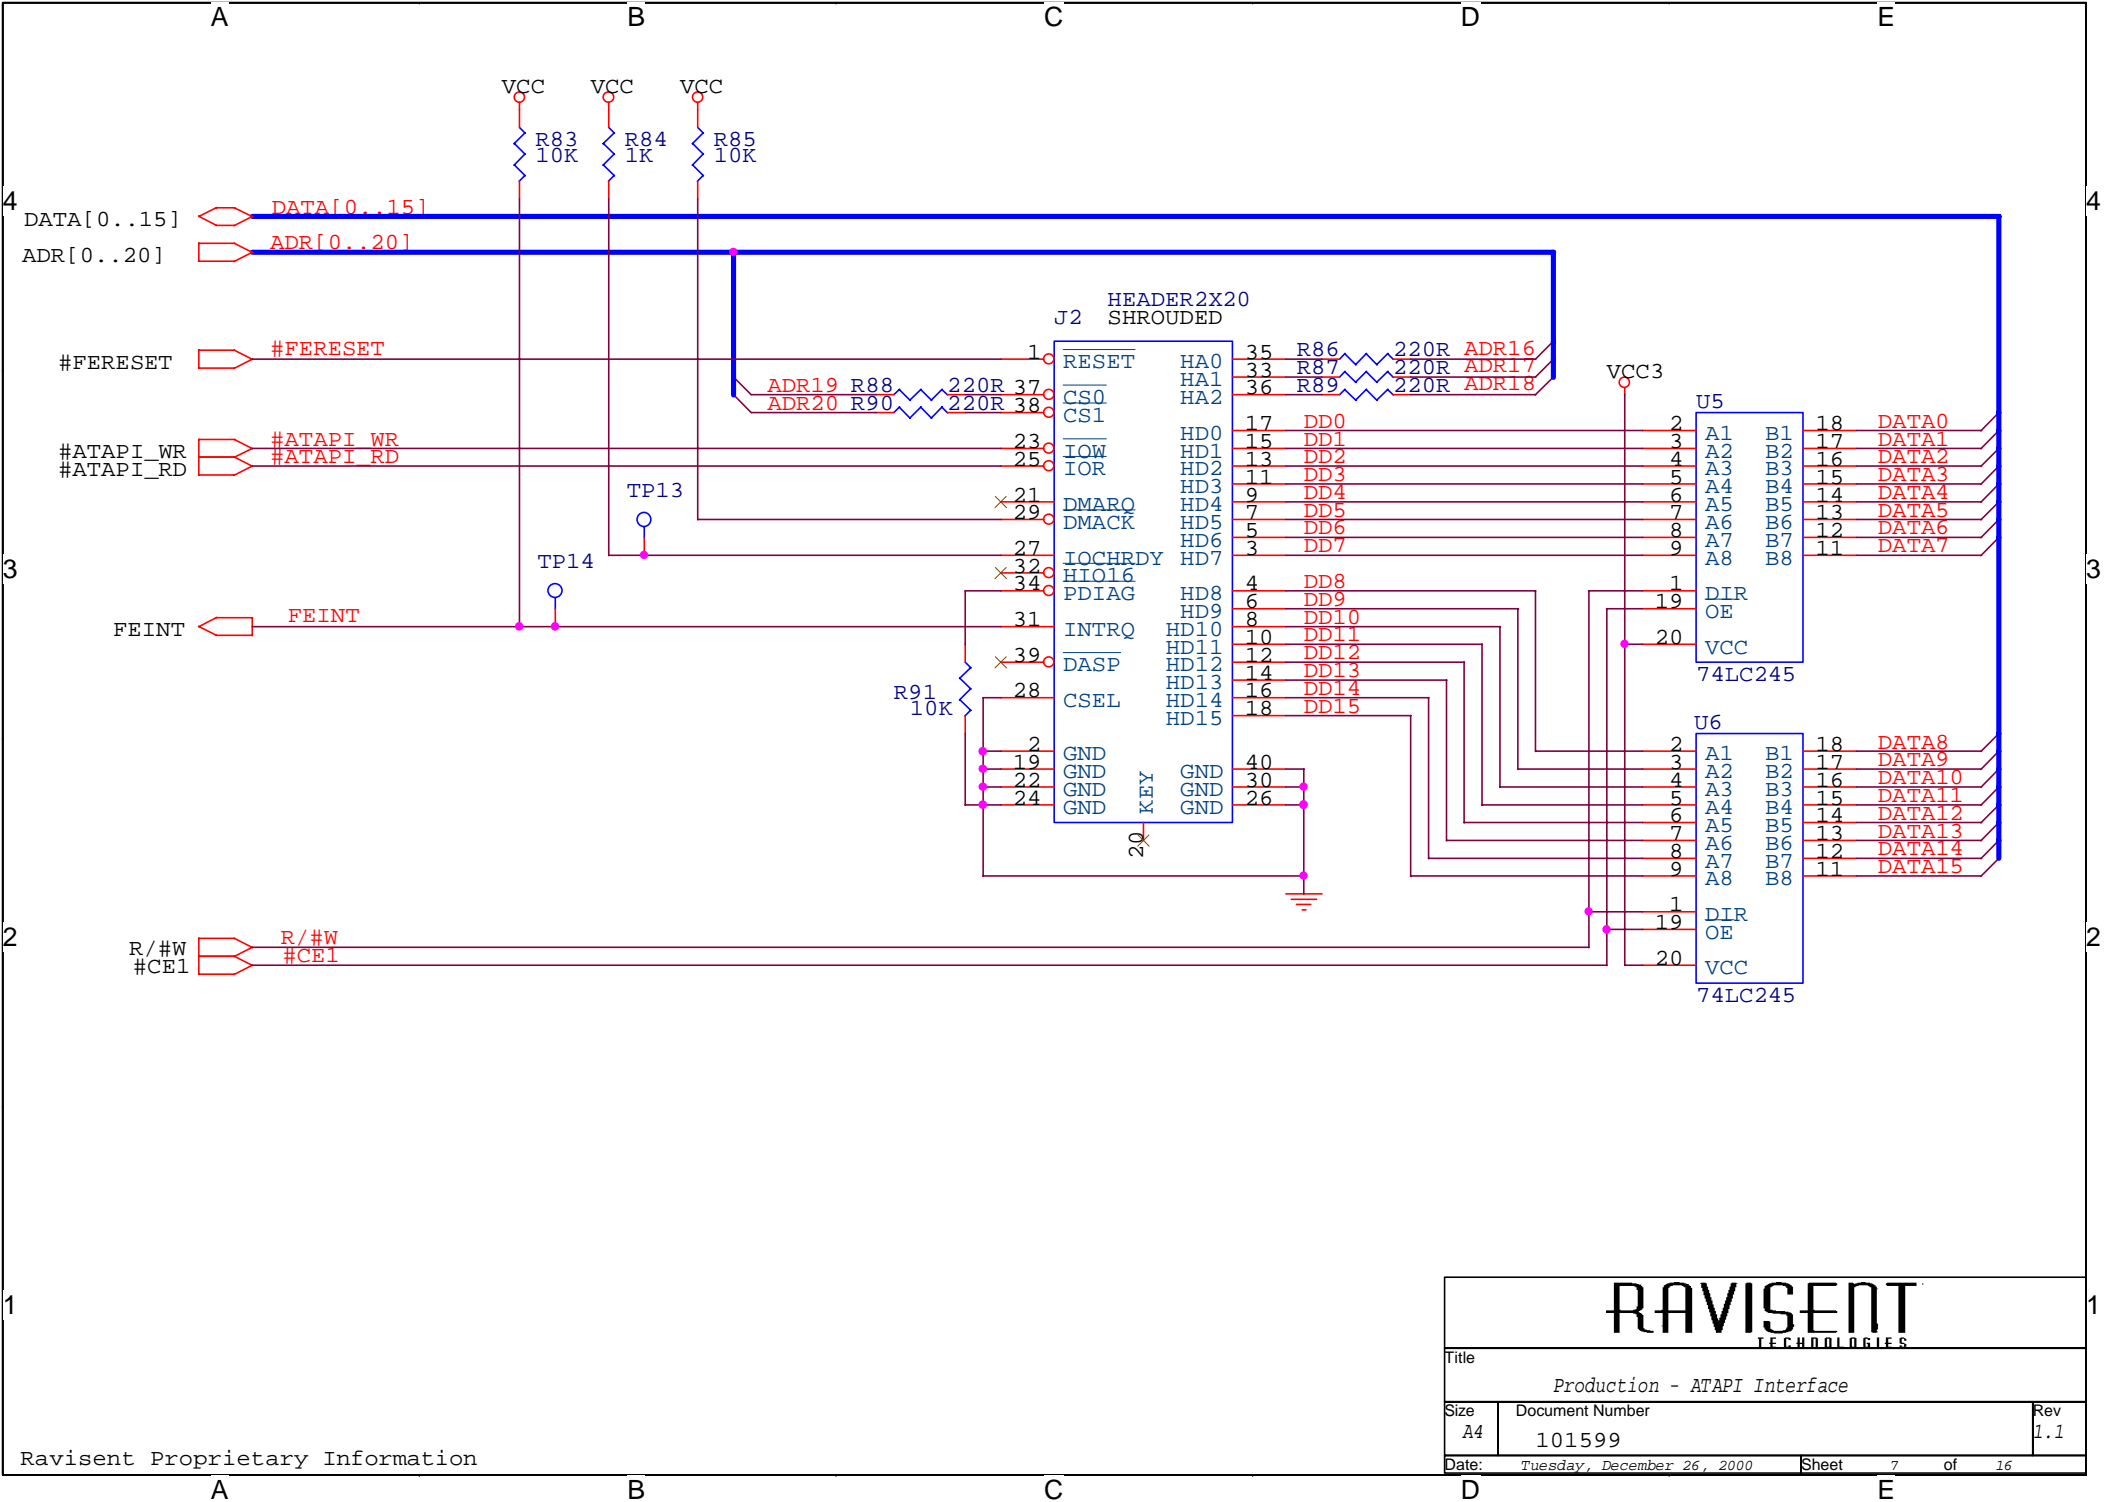 A B C D E
VCC VCC VCC
R83 R84 R85
10K 1K 10K
4 4
DATA[0..15] DATA[0..15]
ADR[0..20] ADR[0..20]
HEADER2X20
J2 SHROUDED
#FERESET #FERESET 1 RESET HA0 35 R86 220R ADR16
HA1 33 R87 220R ADR17
ADR19 R88 220R 37 CS0 HA2 36 R89 220R ADR18
ADR20 R90 220R 38 CS1
VCC3
U5
HD0 17 DD0 2 A1 B1 18 DATA0
#ATAPI_WR #ATAPI_WR 23 IOW HD1 15 DD1 3 A2 B2 17 DATA1
#ATAPI_RD #ATAPI_RD 25 IOR HD2 13 DD2 4 A3 B3 16 DATA2
HD3 11 DD3 5 A4 B4 15 DATA3
TP13 21 DMARQ HD4 9 DD4 6 A5 B5 14 DATA4
29 DMACK HD5 7 DD5 7 A6 B6 13 DATA5
HD6 5 DD6 8 A7 B7 12 DATA6
27 IOCHRDY HD7 3 DD7 9 A8 B8 11 DATA7
TP14
3 3
32 HIO16
34 PDIAG HD8 4 DD8 1 DIR
HD9 6 DD9 19 OE
FEINT FEINT 31 INTRQ HD10 8 DD10
HD11 10 DD11 20 VCC
39 DASP HD12 12 DD12
HD13 14 DD13 74LC245
R91 28 CSEL HD14 16 DD14
10K HD15 18 DD15
U6
2 GND 2 A1 B1 18 DATA8
19 GND GND 40 3 A2 B2 17 DATA9
22 GND GND 30 4 A3 B3 16 DATA10
24 GND KEY GND 26 5 A4 B4 15 DATA11
6 A5 B5 14 DATA12
20 7 A6 B6 13 DATA13
8 A7 B7 12 DATA14
9 A8 B8 11 DATA15
1 DIR
19 OE
2 2
R/#W R/#W
#CE1 #CE1
20 VCC
74LC245
1 1
RAVISENT
TECHNOLOGIES
Title
Production - ATAPI Interface
Size Document Number Rev
A4 101599 1.1
Date: Tuesday, December 26, 2000 Sheet 7 of 16
Ravisent Proprietary Information
A B C D E